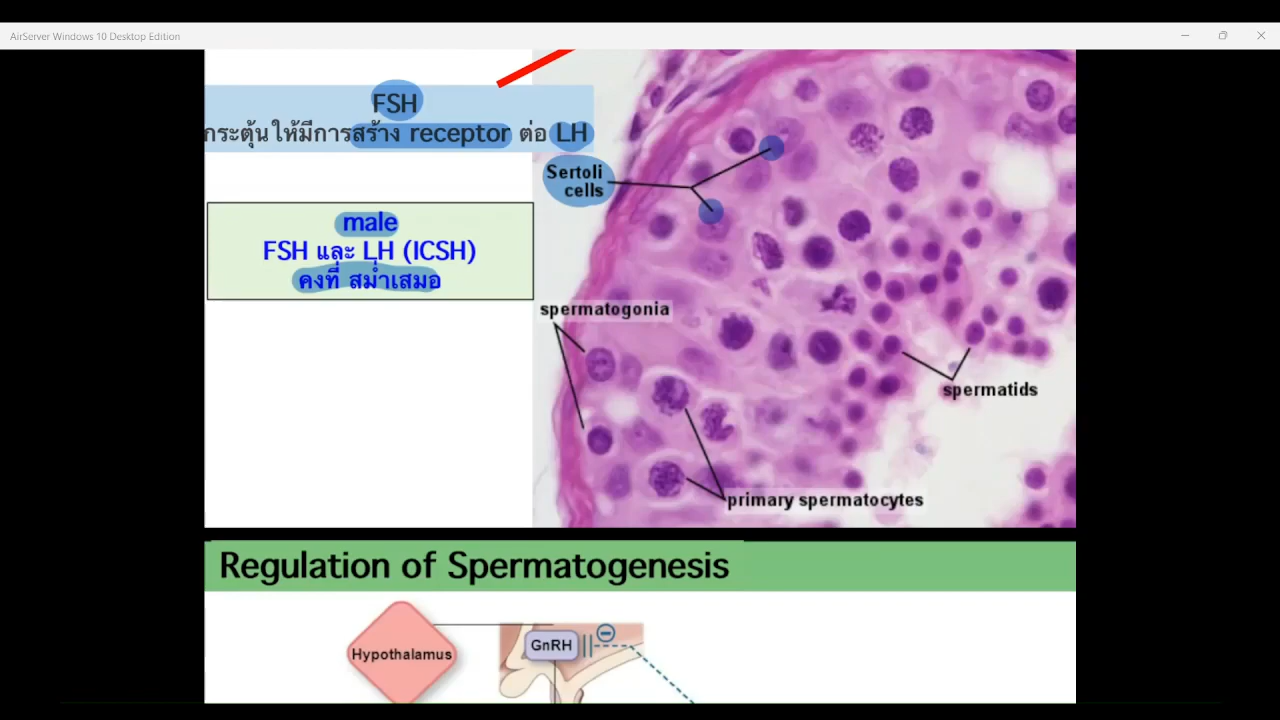 AirServer Windows 10 Desktop Edition
FSH
กระตุ้นให้มีการสร้าง receptor ต่อ LH
Sertoli
cells
male
FSH และ LH (ICSH)
คงที่ สม่ำเสมอ
spermatogonia
spermatids
primary spermatocytes
Regulation of Spermatogenesis
GnRH
Hypothalamus